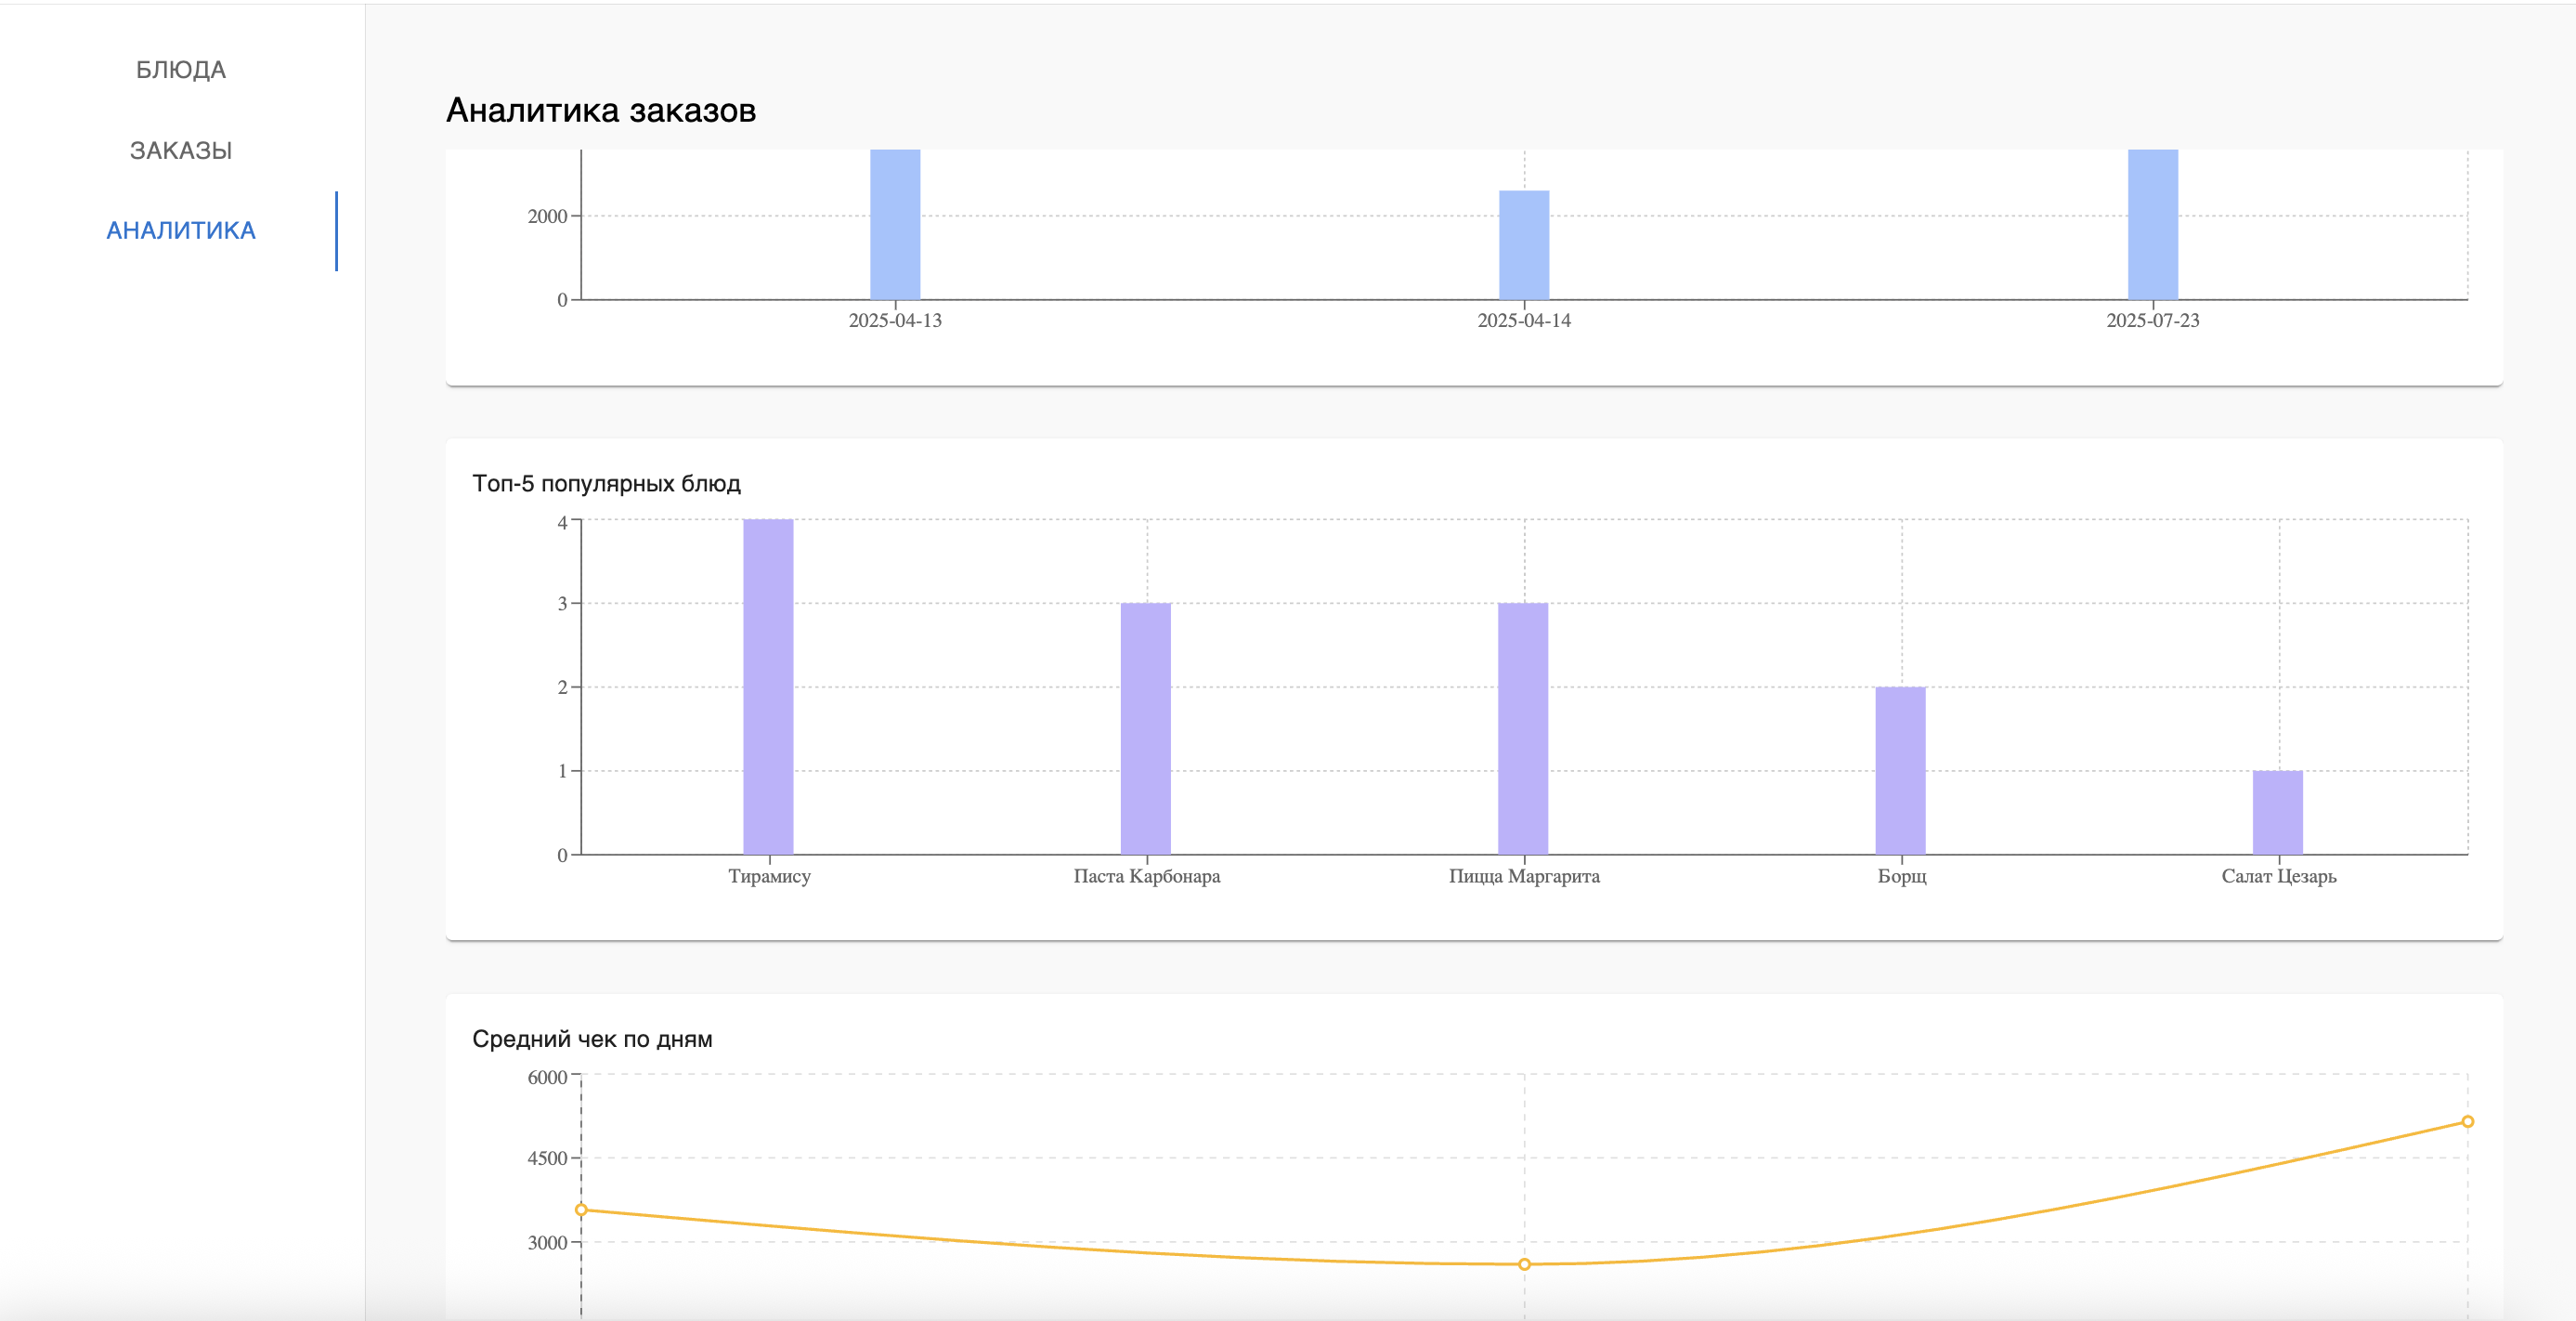 БЛЮДА
ЗАКАЗЫ
АНАЛИТИКА
Аналитика заказов
2000
0
2025-04-13
2025-04-14
2025-07-23
Топ-5 популярных блюд
4
3
2
1
0
Тирамису
Паста Карбонара
Пицца Маргарита
Борщ
Салат Цезарь
Средний чек по дням
6000
4500
3000